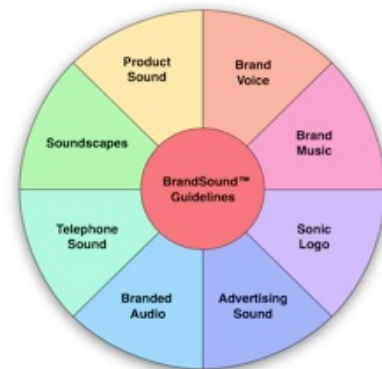 Product
Sound
Brand
Voice
Brand
Music
Sonic
Logo
Advertising
Sound
Branded
Audio
Telephone
Sound
Soundscapes
BrandSound™
Guidelines